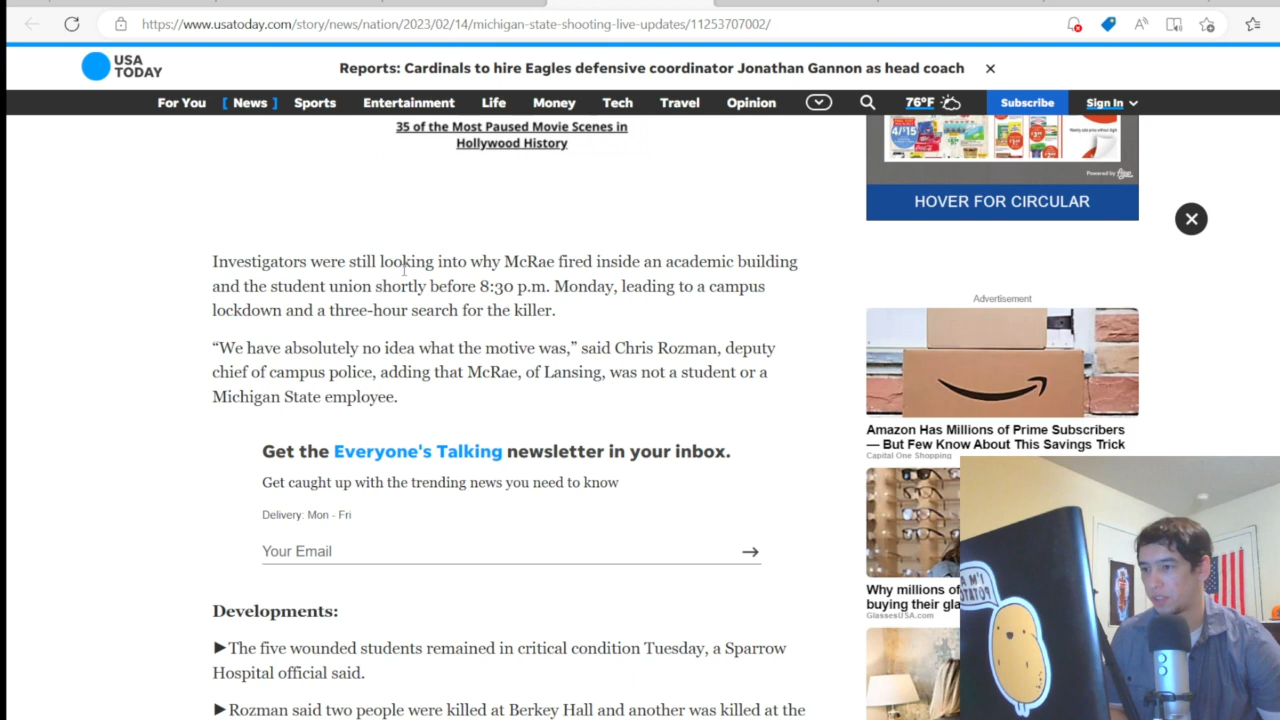 https://www.usatoday.com/story/news/nation/2023/02/14/michigan-state-shooting-live-updates/11253707002/
USA
TODAY
Reports: Cardinals to hire Eagles defensive coordinator Jonathan Gannon as head coach
For You
[ News ]
Sports
Entertainment
Life
Money
Tech
Travel
Opinion
76°F
Subscribe
Sign In
35 of the Most Paused Movie Scenes in
Hollywood History
4/$15
Powered by
HOVER FOR CIRCULAR
Investigators were still looking into why McRae fired inside an academic building
and the student union shortly before 8:30 p.m. Monday, leading to a campus
lockdown and a three-hour search for the killer.
“We have absolutely no idea what the motive was,” said Chris Rozman, deputy
chief of campus police, adding that McRae, of Lansing, was not a student or a
Michigan State employee.
Get the Everyone's Talking newsletter in your inbox.
Get caught up with the trending news you need to know
Delivery: Mon - Fri
Your Email
Developments:
►The five wounded students remained in critical condition Tuesday, a Sparrow
Hospital official said.
►Rozman said two people were killed at Berkey Hall and another was killed at the
Advertisement
Amazon Has Millions of Prime Subscribers
— But Few Know About This Savings Trick
Capital One Shopping
Why millions of
buying their gla
GlassesUSA.com
I'M A
POTATO